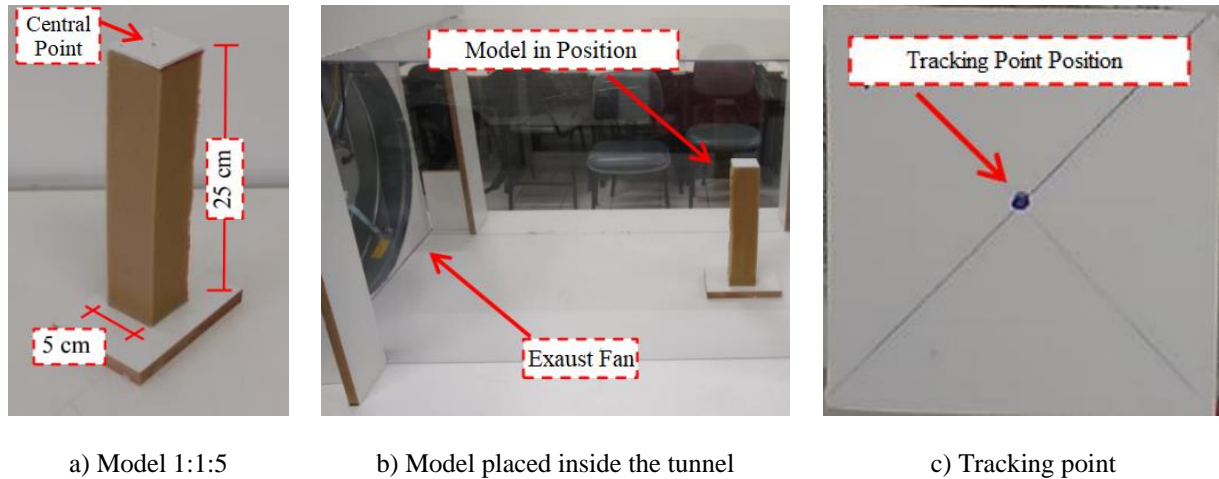 Central
Point
25 cm
5 cm
Model in Position
Exaust Fan
Tracking Point Position
a) Model 1:1:5
b) Model placed inside the tunnel
c) Tracking point